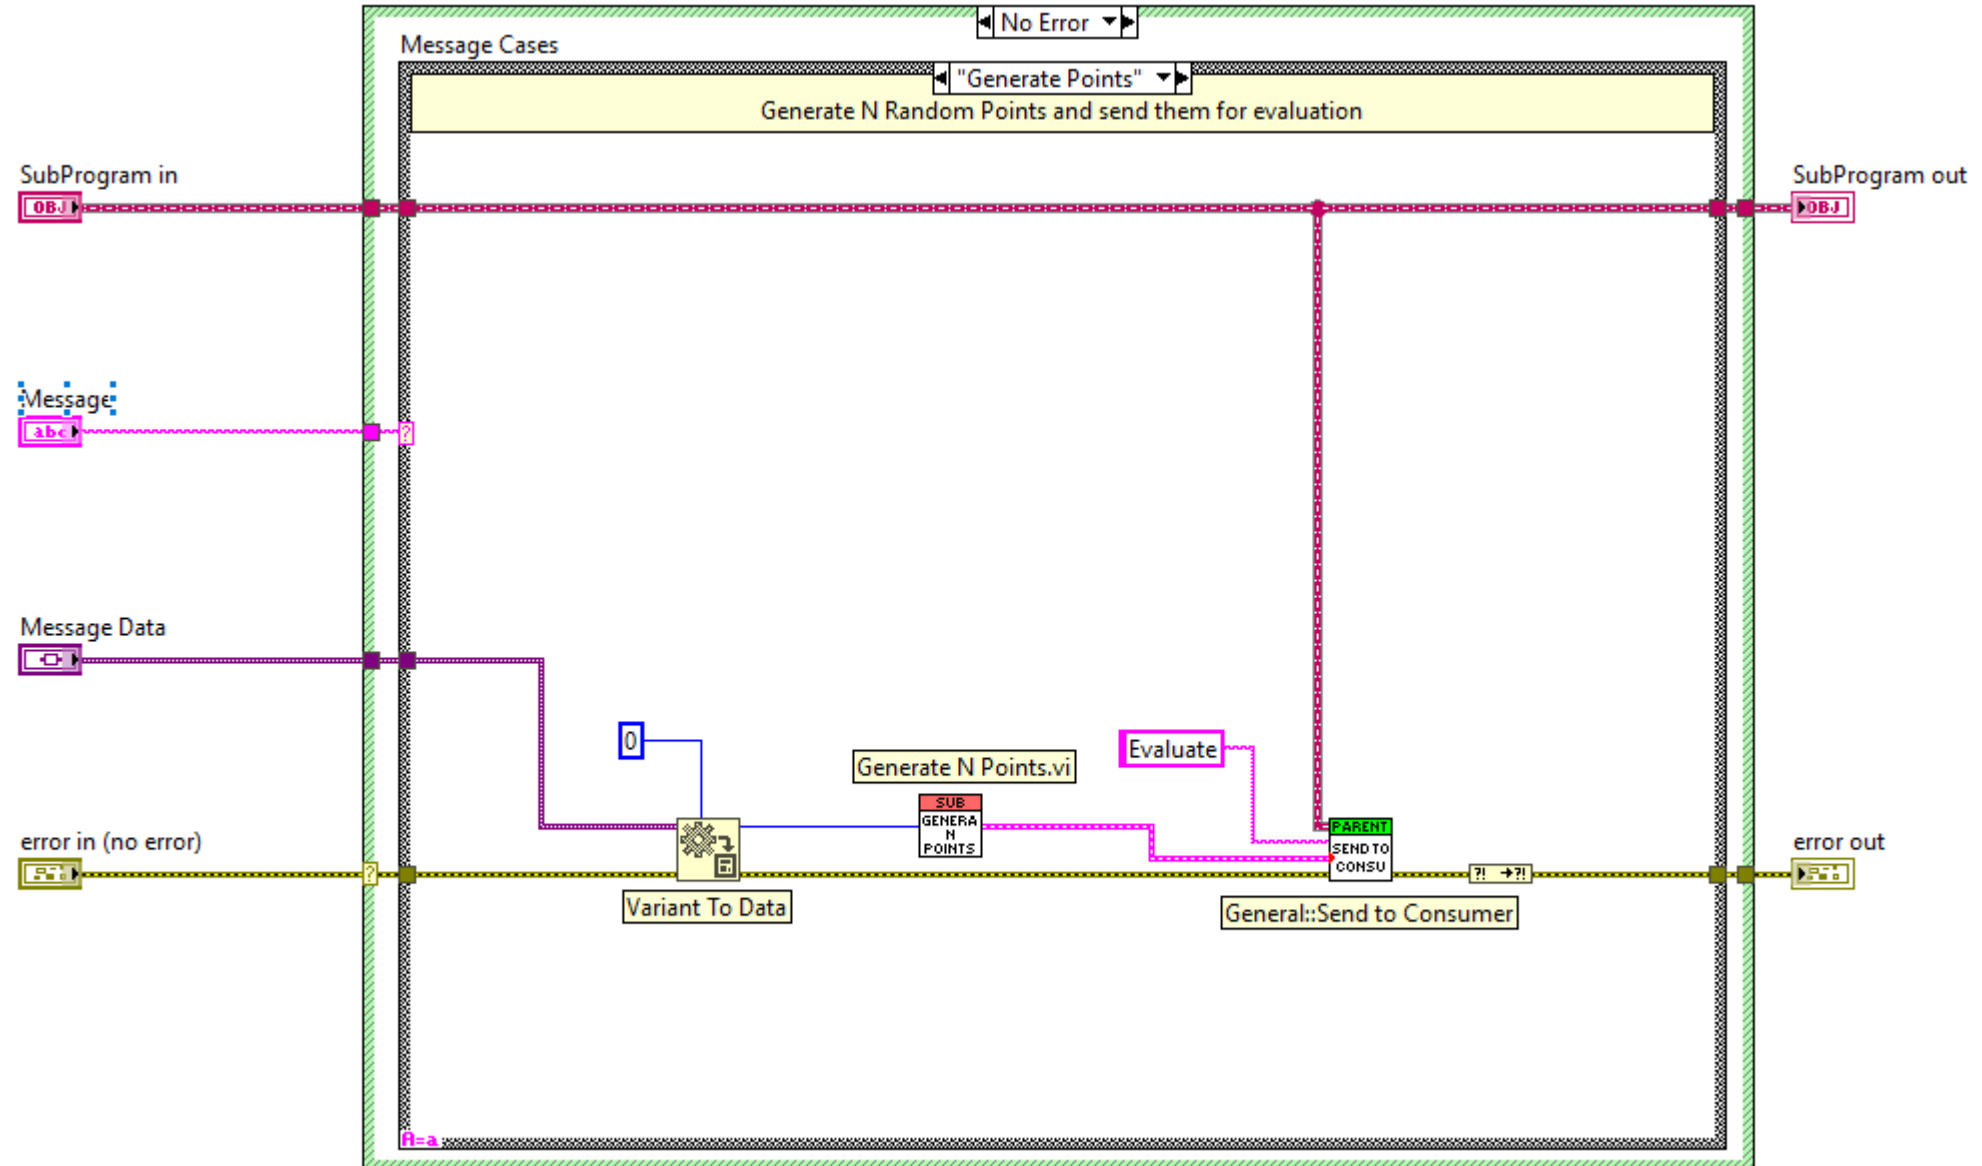 No Error
Message Cases
"Generate Points"
Generate N Random Points and send them for evaluation
SubProgram in
OBJ
SubProgram out
OBJ
Message
abc
?
Message Data
0
Evaluate
Generate N Points.vi
SUB
GENERA
N
POINTS
PARENT
SEND TO
CONSU
error in (no error)
?
?! →?!
error out
Variant To Data
General::Send to Consumer
A=a